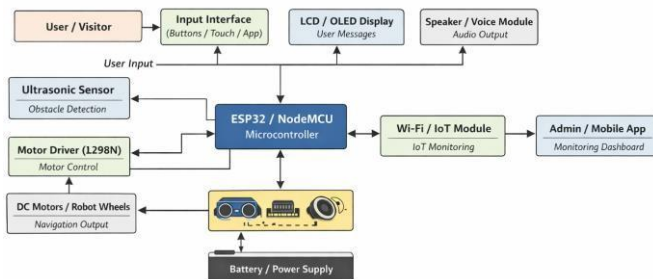 User / Visitor
Input Interface
(Buttons / Touch / App)
LCD / OLED Display
User Messages
Speaker / Voice Module
Audio Output
User Input
Ultrasonic Sensor
Obstacle Detection
ESP32 / NodeMCU
Microcontroller
Wi-Fi / IoT Module
IoT Monitoring
Admin / Mobile App
Monitoring Dashboard
Motor Driver (1298N)
Motor Control
DC Motors / Robot Wheels
Navigation Output
Battery / Power Supply